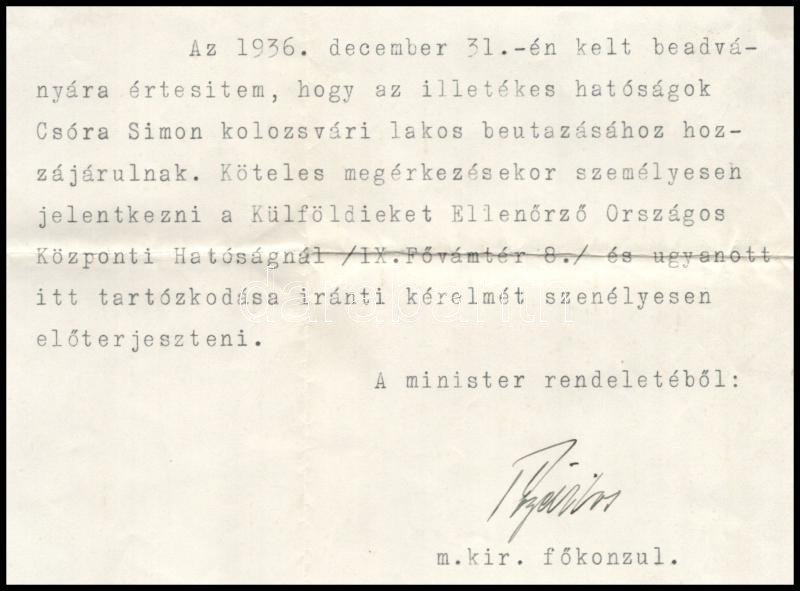 Az 1936. december 31.-én kelt beadvá-
nyára értesitem, hogy az illetékes hatóságok
Csóra Simon kolozsvári lakos beutazásához hoz-
zájárulnak. Köteles megérkezésekor személyesen
jelentkezni a Külföldieket Ellenőrző Országos
Központi Hatóságnál /IX.Fővámtér 8./ és ugyanott
itt tartózkodása iránti kérelmét szenélyesen
előterjeszteni.
A minister rendeletéből:
m.kir. főkonzul.